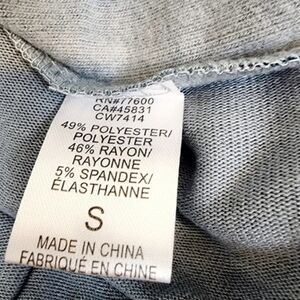 RN#77600
CA#45831
CW7414
49% POLYESTER/
POLYESTER
46% RAYON/
RAYONNE
5% SPANDEX/
ÉLASTHANNE
S
MADE IN CHINA
FABRIQUÉ EN CHINE